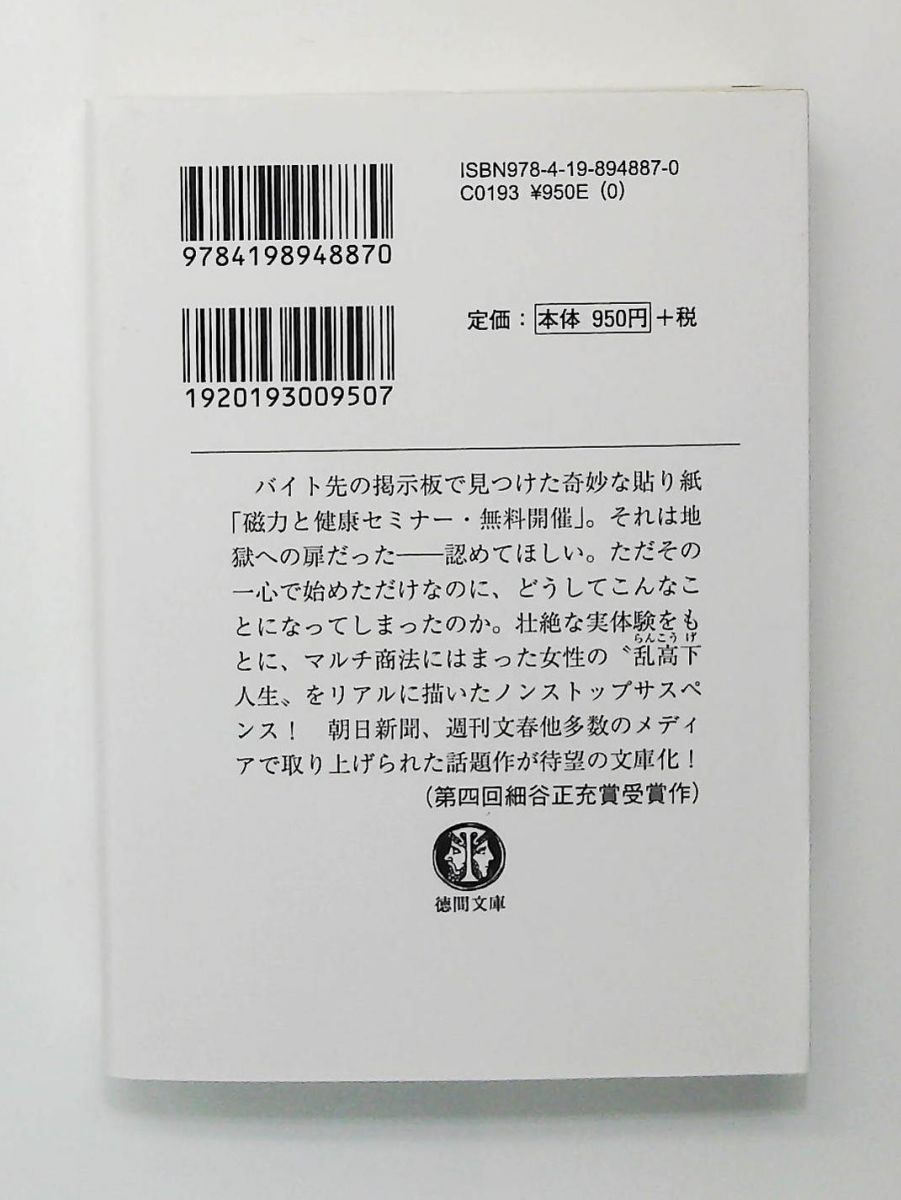 ISBN978-4-19-894887-0
C0193 ¥950E (0)
9784198948870
定価：本体 950円＋税
1920193009507
バイト先の掲示板で見つけた奇妙な貼り紙
「磁力と健康セミナー・無料開催」。それは地
獄への扉だった――認めてほしい。ただその
一心で始めただけなのに、どうしてこんなこ
とになってしまったのか。壮絶な実体験をも
らんこうげ
とに、マルチ商法にはまった女性の〝乱高下
人生〟をリアルに描いたノンストップサスペ
ンス！　朝日新聞、週刊文春他多数のメディ
アで取り上げられた話題作が待望の文庫化！
（第四回細谷正充賞受賞作）
徳間文庫